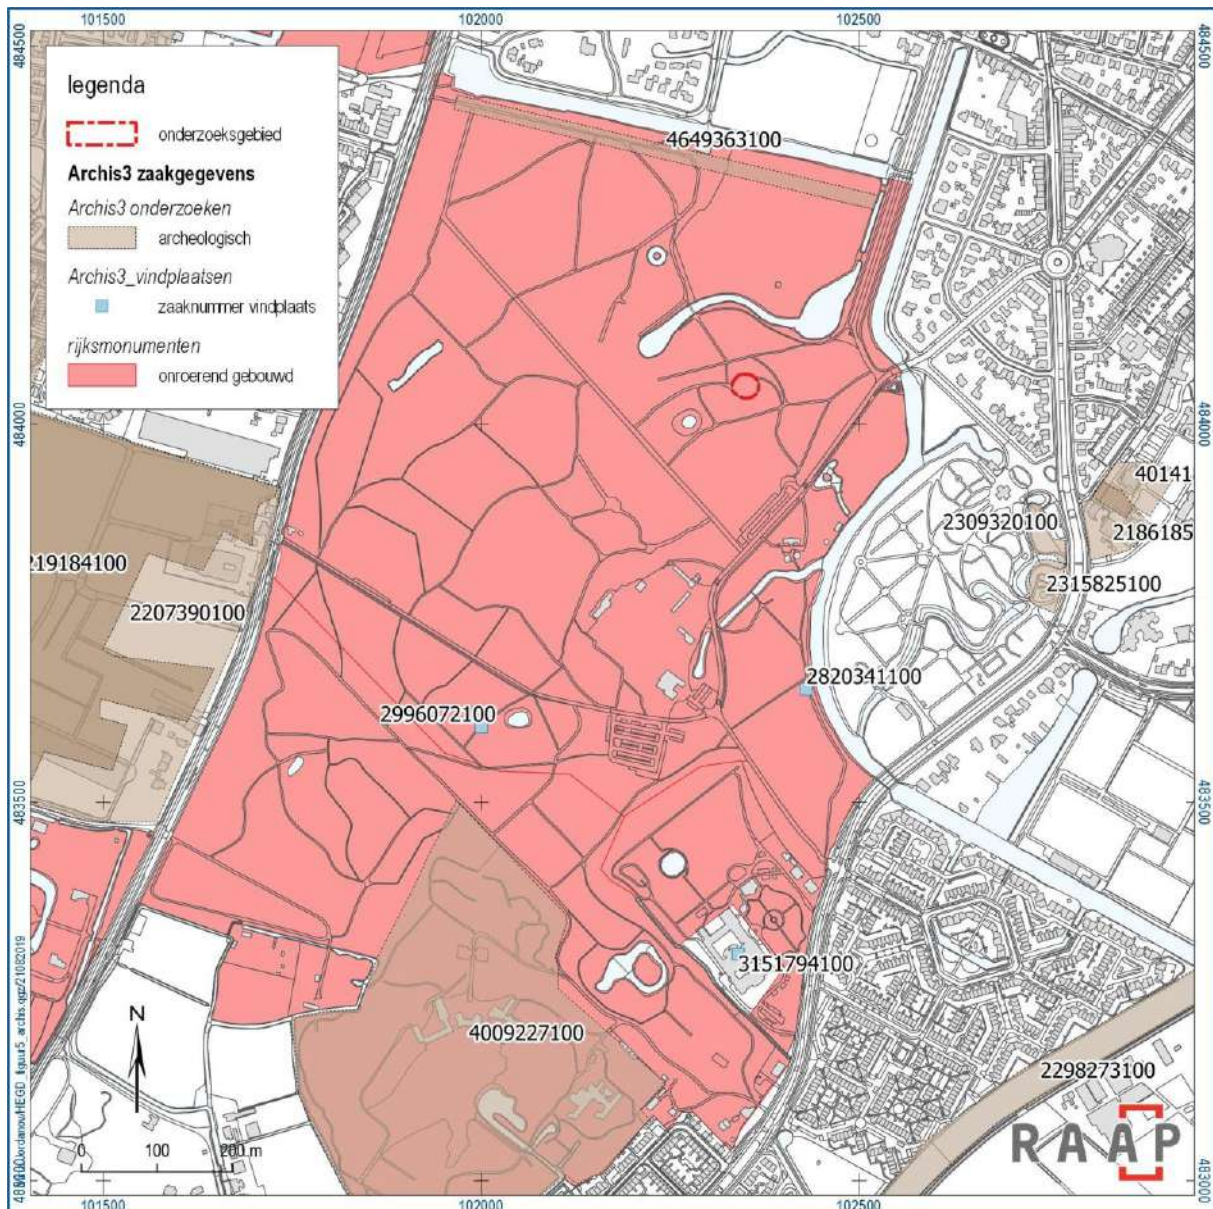 101500
102000
102500
484500
484500
legenda
onderzoeksgebied
Archis3 zaakgegevens
Archis3 onderzoeken
archeologisch
Archis3_vindplaatsen
zaaknummer vindplaats
rijksmonumenten
onroerend gebouwd
4649363100
484000
484000
40141
2309320100
2186185
219184100
2315825100
2207390100
2820341100
2996072100
483500
483500
3151794100
N
4009227100
2298273100
RAAP
0 100 200 m
483000
101500
102000
102500